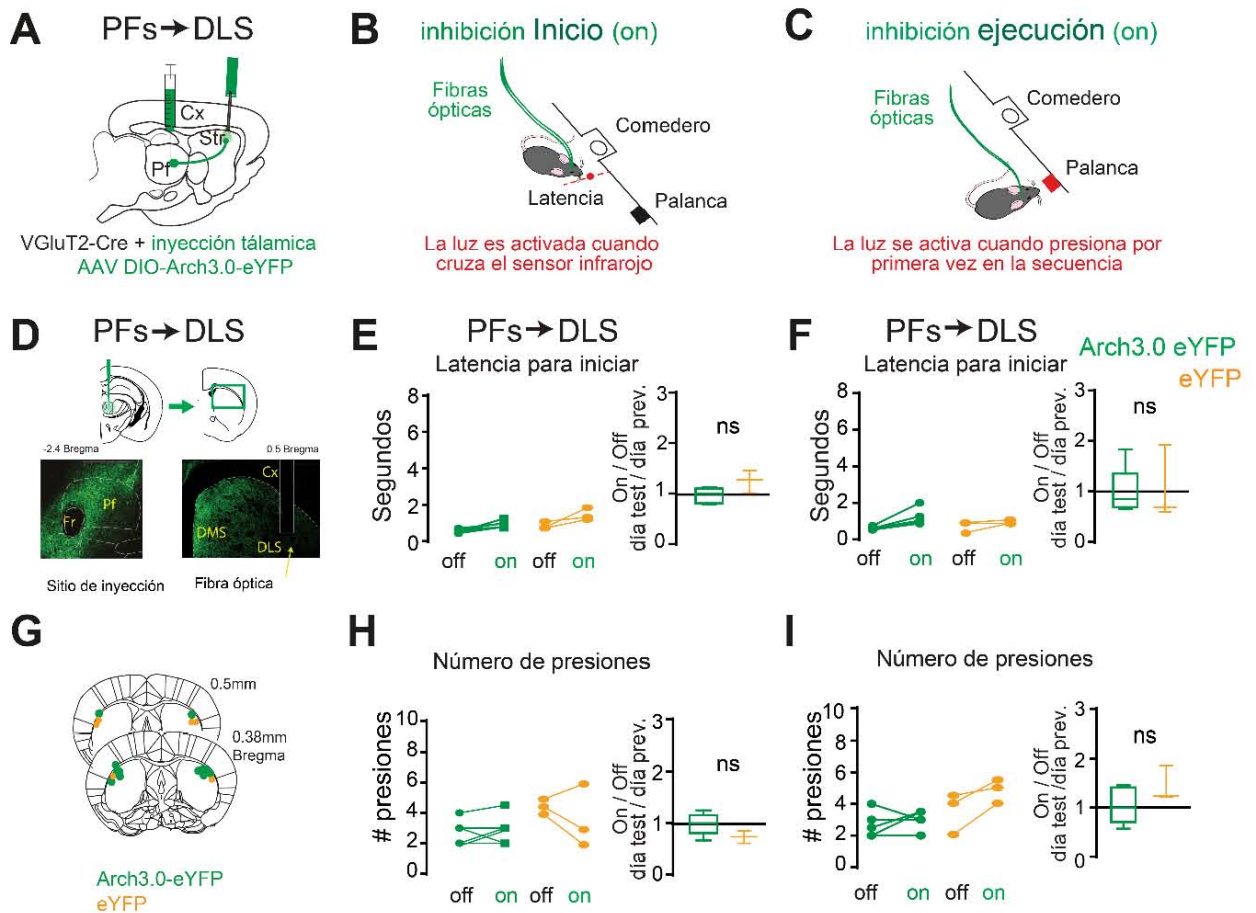 A
PFs→DLS
Cx
Str
Pf
VGluT2-Cre + inyección tálamica
AAV DIO-Arch3.0-eYFP
B
inhibición Inicio (on)
Fibras
ópticas
Comedero
Latencia
Palanca
La luz es activada cuando
cruza el sensor infrarojo
C
inhibición ejecución (on)
Fibras
ópticas
Comedero
Palanca
La luz se activa cuando presiona por
primera vez en la secuencia
D
PFs→DLS
-2.4 Bregma
0.5 Bregma
Pf
Fr
Cx
DMS
DLS
Sitio de inyección
Fibra óptica
E
PFs→DLS
Latencia para iniciar
Segundos
8
6
4
2
0
off
on
off
on
On / Off
día test / día prev.
3
2
1
0
ns
F
PFs→DLS
Latencia para iniciar
Arch3.0 eYFP
eYFP
Segundos
8
6
4
2
0
off
on
off
on
On / Off
día test / día prev.
3
2
1
0
ns
G
0.5mm
0.38mm
Bregma
Arch3.0-eYFP
eYFP
H
Número de presiones
# presiones
10
8
6
4
2
0
off
on
off
on
On / Off
día test /día prev.
3
2
1
0
ns
I
Número de presiones
# presiones
10
8
6
4
2
0
off
on
off
on
On / Off
día test /día prev.
3
2
1
0
ns